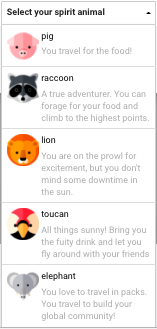 Select your spirit animal
pig
You travel for the food!
raccoon
A true adventurer. You can
forage for your food and
climb to the highest points.
lion
You are on the prowl for
excitement, but you don't
mind some downtime in
the sun.
toucan
All things sunny! Bring you
the fuity drink and let you
fly around with your friends
elephant
You love to travel in packs.
You travel to build your
global community!